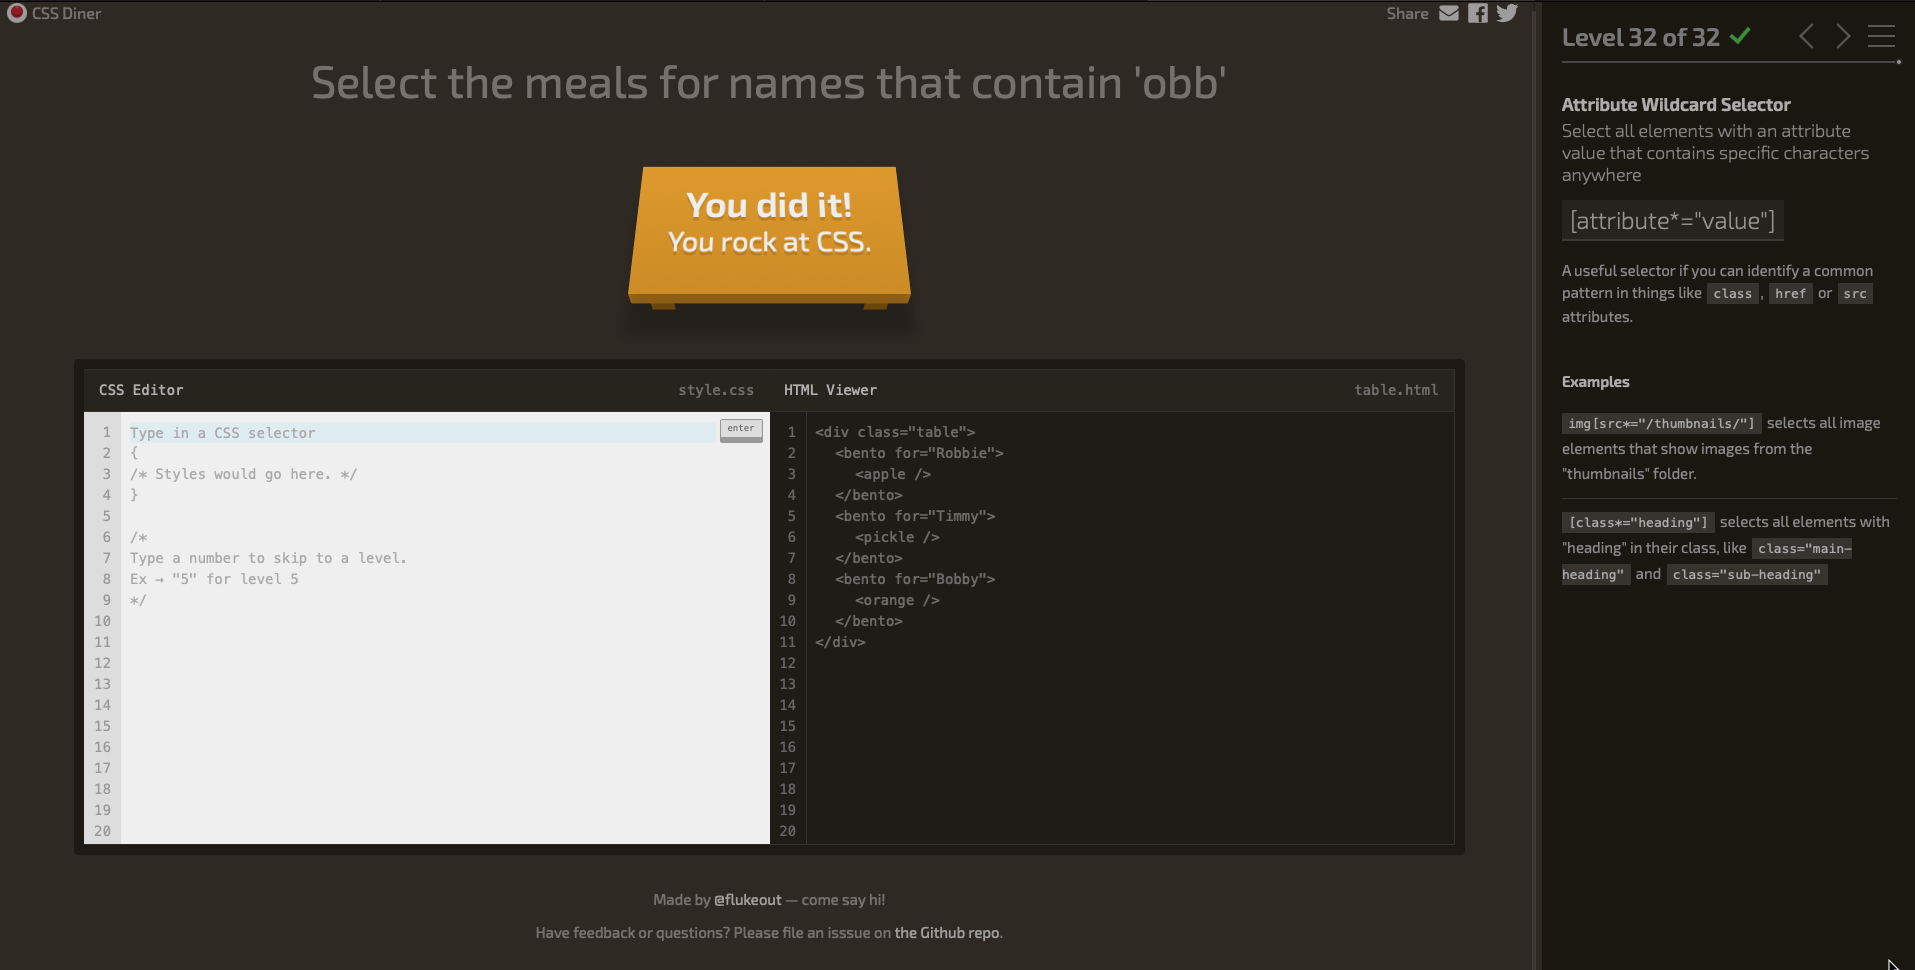 CSS Diner
Share
Select the meals for names that contain 'obb'
You did it!
You rock at CSS.
CSS Editor
style.css
1 Type in a CSS selector
enter
2 {
3 /* Styles would go here. */
4 }
5
6 /*
7 Type a number to skip to a level.
8 Ex → "5" for level 5
9 */
10
11
12
13
14
15
16
17
18
19
20
HTML Viewer
table.html
1 <div class="table">
2 <bento for="Robbie">
3 <apple />
4 </bento>
5 <bento for="Timmy">
6 <pickle />
7 </bento>
8 <bento for="Bobby">
9 <orange />
10 </bento>
11 </div>
12
13
14
15
16
17
18
19
20
Made by @flukeout — come say hi!
Have feedback or questions? Please file an isssue on the Github repo.
Level 32 of 32
Attribute Wildcard Selector
Select all elements with an attribute
value that contains specific characters
anywhere
[attribute*="value"]
A useful selector if you can identify a common
pattern in things like class, href or src
attributes.
Examples
img[src*="/thumbnails/"] selects all image
elements that show images from the
"thumbnails" folder.
[class*="heading"] selects all elements with
"heading" in their class, like class="main-
heading" and class="sub-heading"